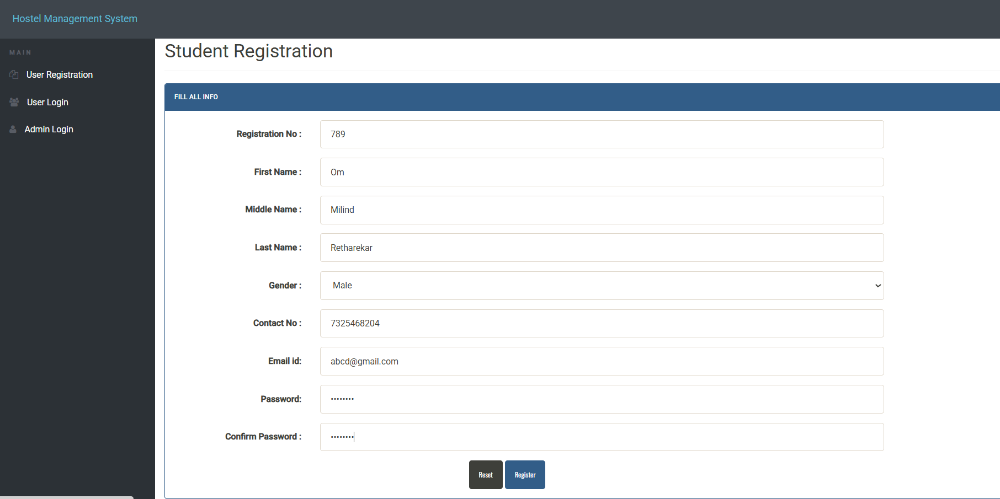 Hostel Management System
MAIN
User Registration
User Login
Admin Login
Student Registration
FILL ALL INFO
Registration No : 789
First Name : Om
Middle Name : Milind
Last Name : Retharekar
Gender : Male
Contact No : 7325468204
Email id: abcd@gmail.com
Password: ••••••••
Confirm Password : ••••••••
Reset Register